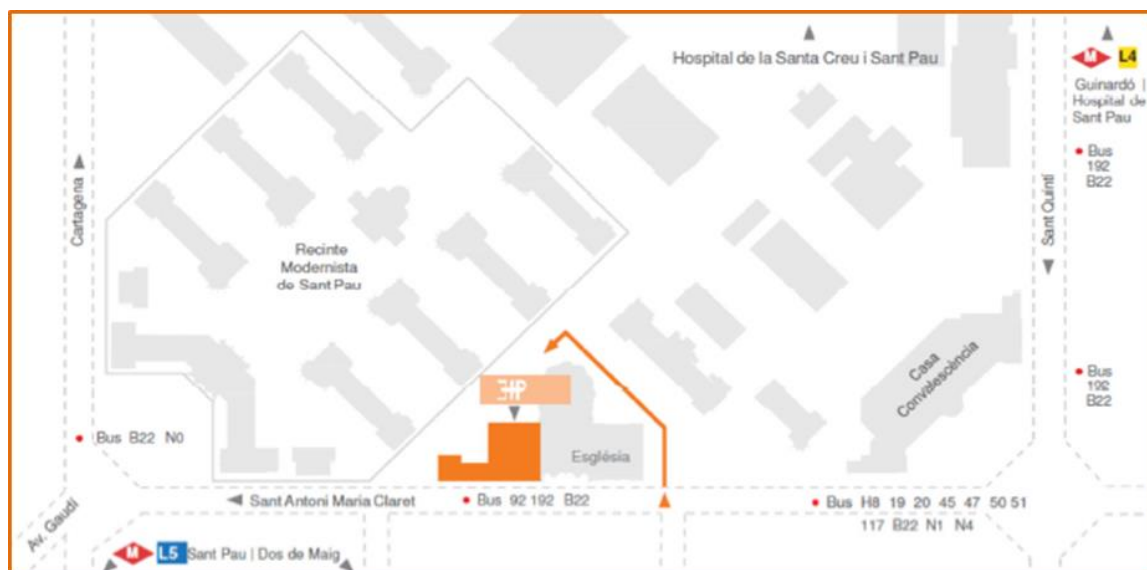 Hospital de la Santa Creu i Sant Pau
M L4
Guinardó |
Hospital de
Sant Pau
Bus
192
B22
Cartagena
Sant Quintí
Recinte
Modernista
de Sant Pau
Casa
Convalescència
Bus
192
B22
Bus B22 N0
Església
Sant Antoni Maria Claret
Bus 92 192 B22
Bus H8 19 20 45 47 50 51
117 B22 N1 N4
Av. Gaudí
M L5 Sant Pau | Dos de Maig